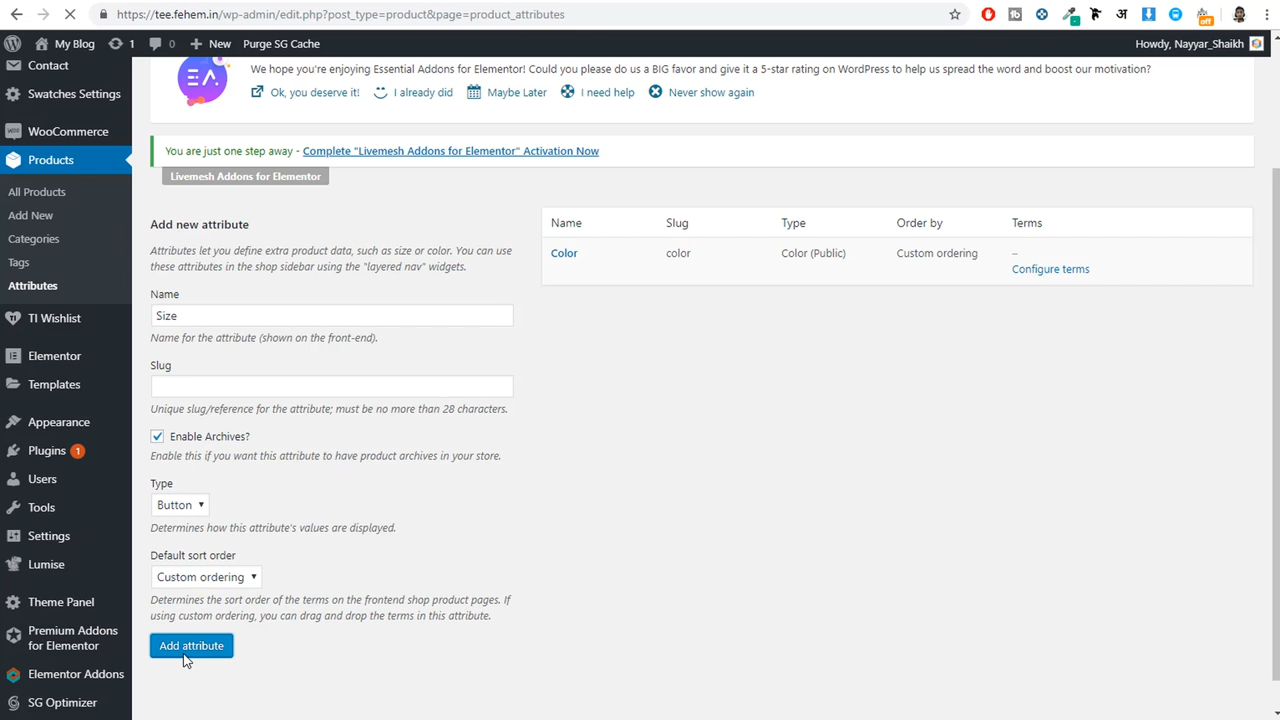 https://tee.fehem.in/wp-admin/edit.php?post_type=product&page=product_attributes
अ
off
My Blog
1
0
New
Purge SG Cache
Howdy, Nayyar_Shaikh
Contact
Swatches Settings
WooCommerce
Products
All Products
Add New
Categories
Tags
Attributes
TI Wishlist
Elementor
Templates
Appearance
Plugins 1
Users
Tools
Settings
Lumise
Theme Panel
Premium Addons
for Elementor
Elementor Addons
SG Optimizer
EA
We hope you're enjoying Essential Addons for Elementor! Could you please do us a BIG favor and give it a 5-star rating on WordPress to help us spread the word and boost our motivation?
Ok, you deserve it!
I already did
Maybe Later
I need help
Never show again
You are just one step away - Complete "Livemesh Addons for Elementor" Activation Now
Livemesh Addons for Elementor
Add new attribute
Attributes let you define extra product data, such as size or color. You can use
these attributes in the shop sidebar using the "layered nav" widgets.
Name
Size
Name for the attribute (shown on the front-end).
Slug
Unique slug/reference for the attribute; must be no more than 28 characters.
Enable Archives?
Enable this if you want this attribute to have product archives in your store.
Type
Button
Determines how this attribute's values are displayed.
Default sort order
Custom ordering
Determines the sort order of the terms on the frontend shop product pages. If
using custom ordering, you can drag and drop the terms in this attribute.
Add attribute
Name Slug Type Order by Terms
Color color Color (Public) Custom ordering –
Configure terms